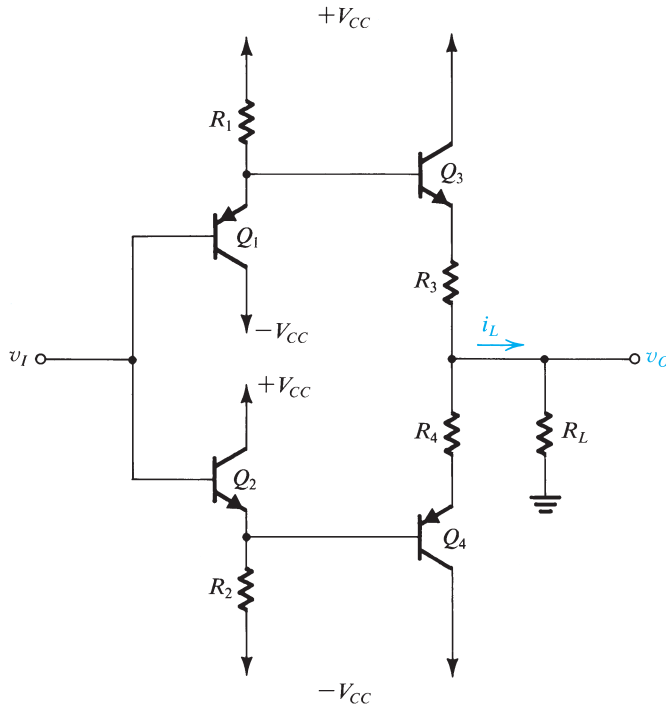 +V_CC
R_1
Q_3
Q_1
R_3
−V_CC
i_L
v_I
v_O
+V_CC
R_4
R_L
Q_2
Q_4
R_2
−V_CC